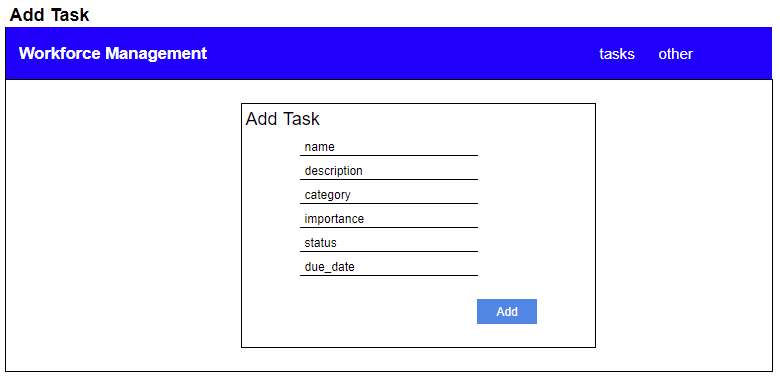 Add Task
Workforce Management tasks other
Add Task
name
description
category
importance
status
due_date
Add